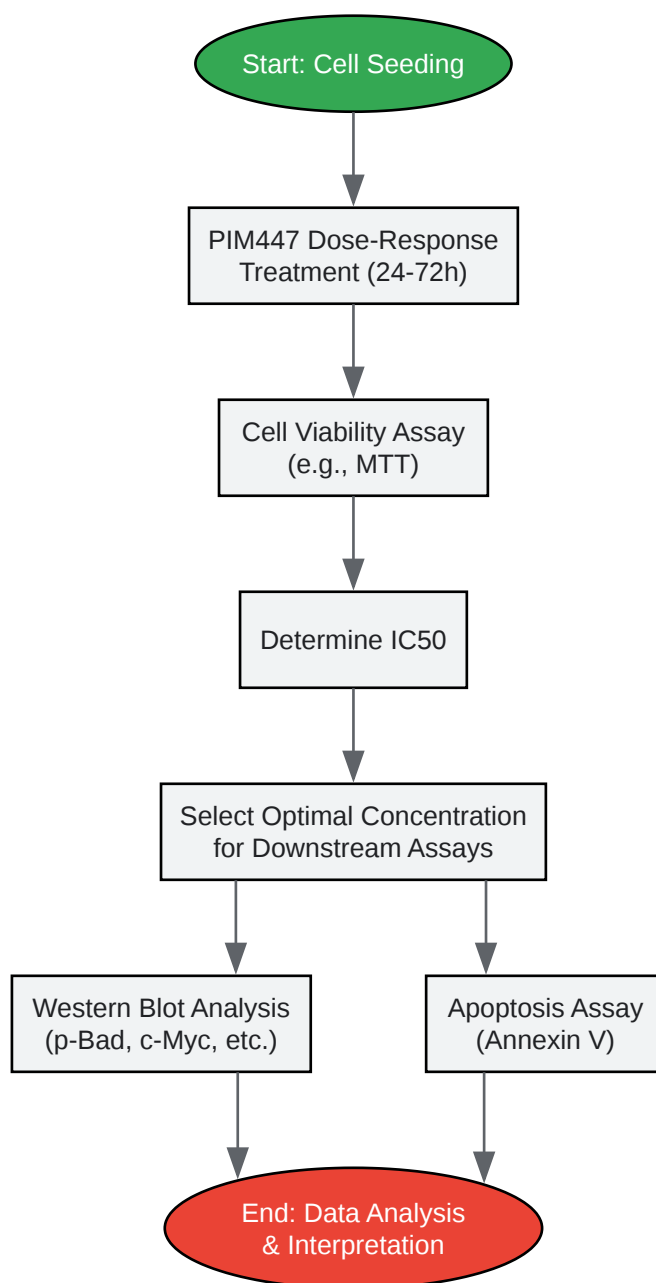 Start: Cell Seeding
PIM447 Dose-Response
Treatment (24-72h)
Cell Viability Assay
(e.g., MTT)
Determine IC50
Select Optimal Concentration
for Downstream Assays
Western Blot Analysis
(p-Bad, c-Myc, etc.)
Apoptosis Assay
(Annexin V)
End: Data Analysis
& Interpretation